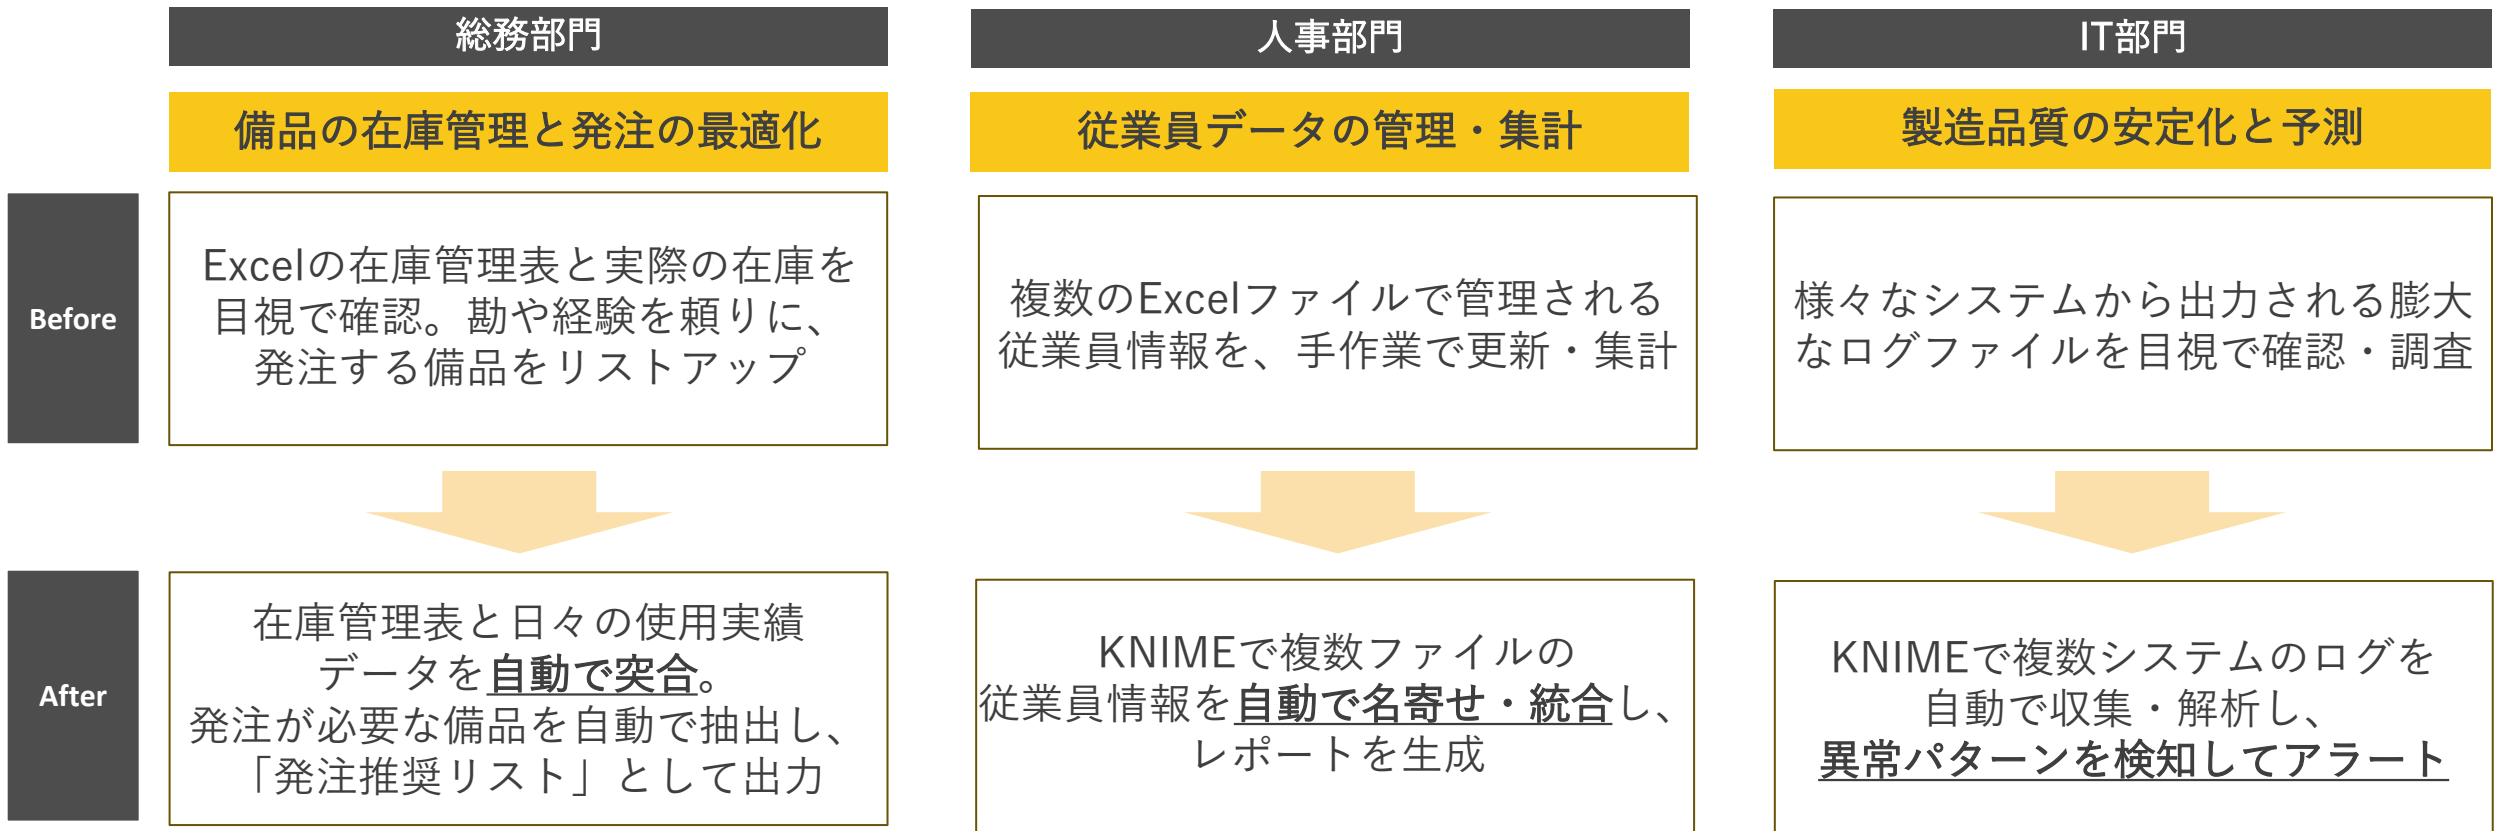 総務部門
人事部門
IT部門
備品の在庫管理と発注の最適化
従業員データの管理・集計
製造品質の安定化と予測
Before
Excelの在庫管理表と実際の在庫を
目視で確認。勘や経験を頼りに、
発注する備品をリストアップ
複数のExcelファイルで管理される
従業員情報を、手作業で更新・集計
様々なシステムから出力される膨大
なログファイルを目視で確認・調査
After
在庫管理表と日々の使用実績
データを自動で突合。
発注が必要な備品を自動で抽出し、
「発注推奨リスト」として出力
KNIMEで複数ファイルの
従業員情報を自動で名寄せ・統合し、
レポートを生成
KNIMEで複数システムのログを
自動で収集・解析し、
異常パターンを検知してアラート